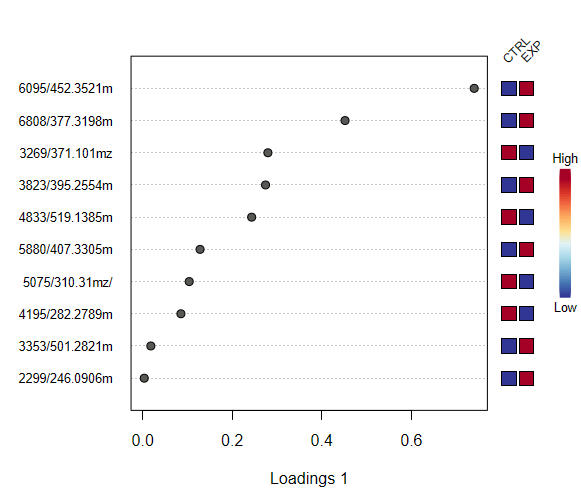 CTRL
EXP
6095/452.3521m
6808/377.3198m
3269/371.101mz
3823/395.2554m
4833/519.1385m
5880/407.3305m
5075/310.31mz/
4195/282.2789m
3353/501.2821m
2299/246.0906m
High
Low
0.0 0.2 0.4 0.6
Loadings 1